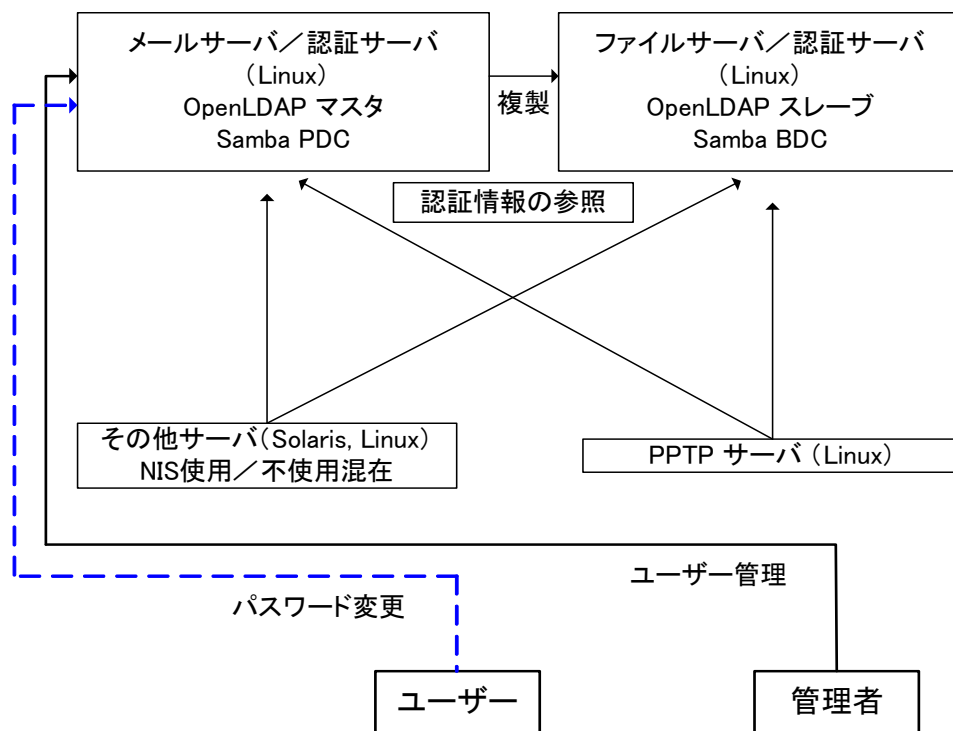 メールサーバ／認証サーバ
（Linux）
OpenLDAP マスタ
Samba PDC
複製
ファイルサーバ／認証サーバ
（Linux）
OpenLDAP スレーブ
Samba BDC
認証情報の参照
その他サーバ（Solaris, Linux）
NIS使用／不使用混在
PPTP サーバ （Linux）
ユーザー管理
パスワード変更
ユーザー
管理者